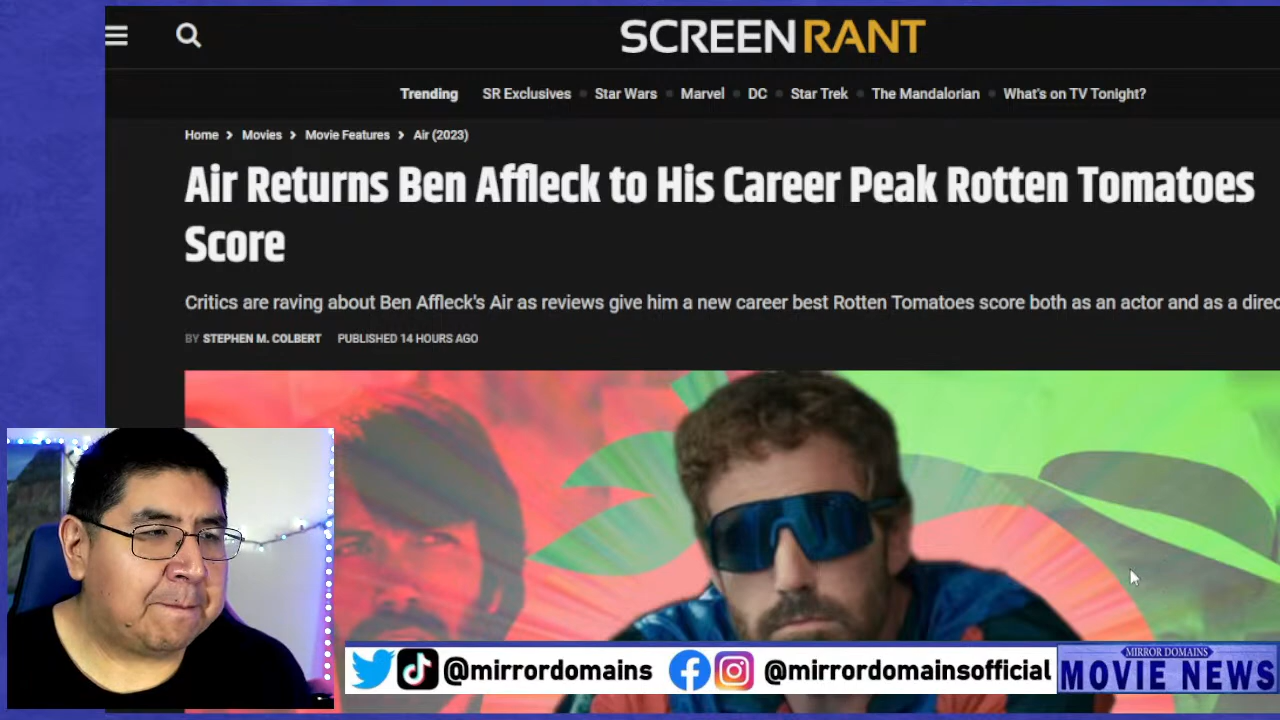 SCREENRANT
Trending SR Exclusives Star Wars Marvel DC Star Trek The Mandalorian What's on TV Tonight?
Home > Movies > Movie Features > Air (2023)
Air Returns Ben Affleck to His Career Peak Rotten Tomatoes
Score
Critics are raving about Ben Affleck's Air as reviews give him a new career best Rotten Tomatoes score both as an actor and as a direc
BY STEPHEN M. COLBERT PUBLISHED 14 HOURS AGO
@mirrordomains @mirrordomainsofficial
MIRROR DOMAINS
MOVIE NEWS